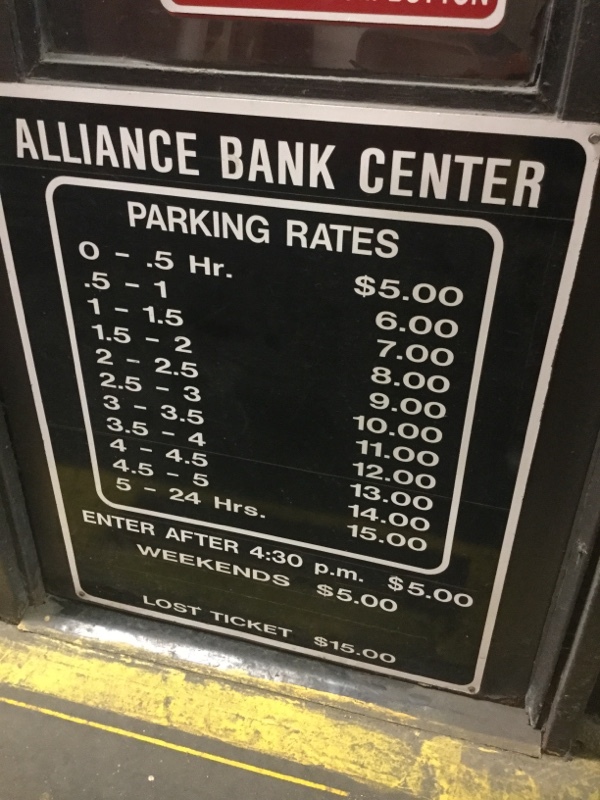 ALLIANCE BANK CENTER
PARKING RATES
0 - .5 Hr. $5.00
.5 - 1 6.00
1 - 1.5 7.00
1.5 - 2 8.00
2 - 2.5 9.00
2.5 - 3 10.00
3 - 3.5 11.00
3.5 - 4 12.00
4 - 4.5 13.00
4.5 - 5 14.00
5 - 24 Hrs. 15.00
ENTER AFTER 4:30 p.m. $5.00
WEEKENDS $5.00
LOST TICKET $15.00